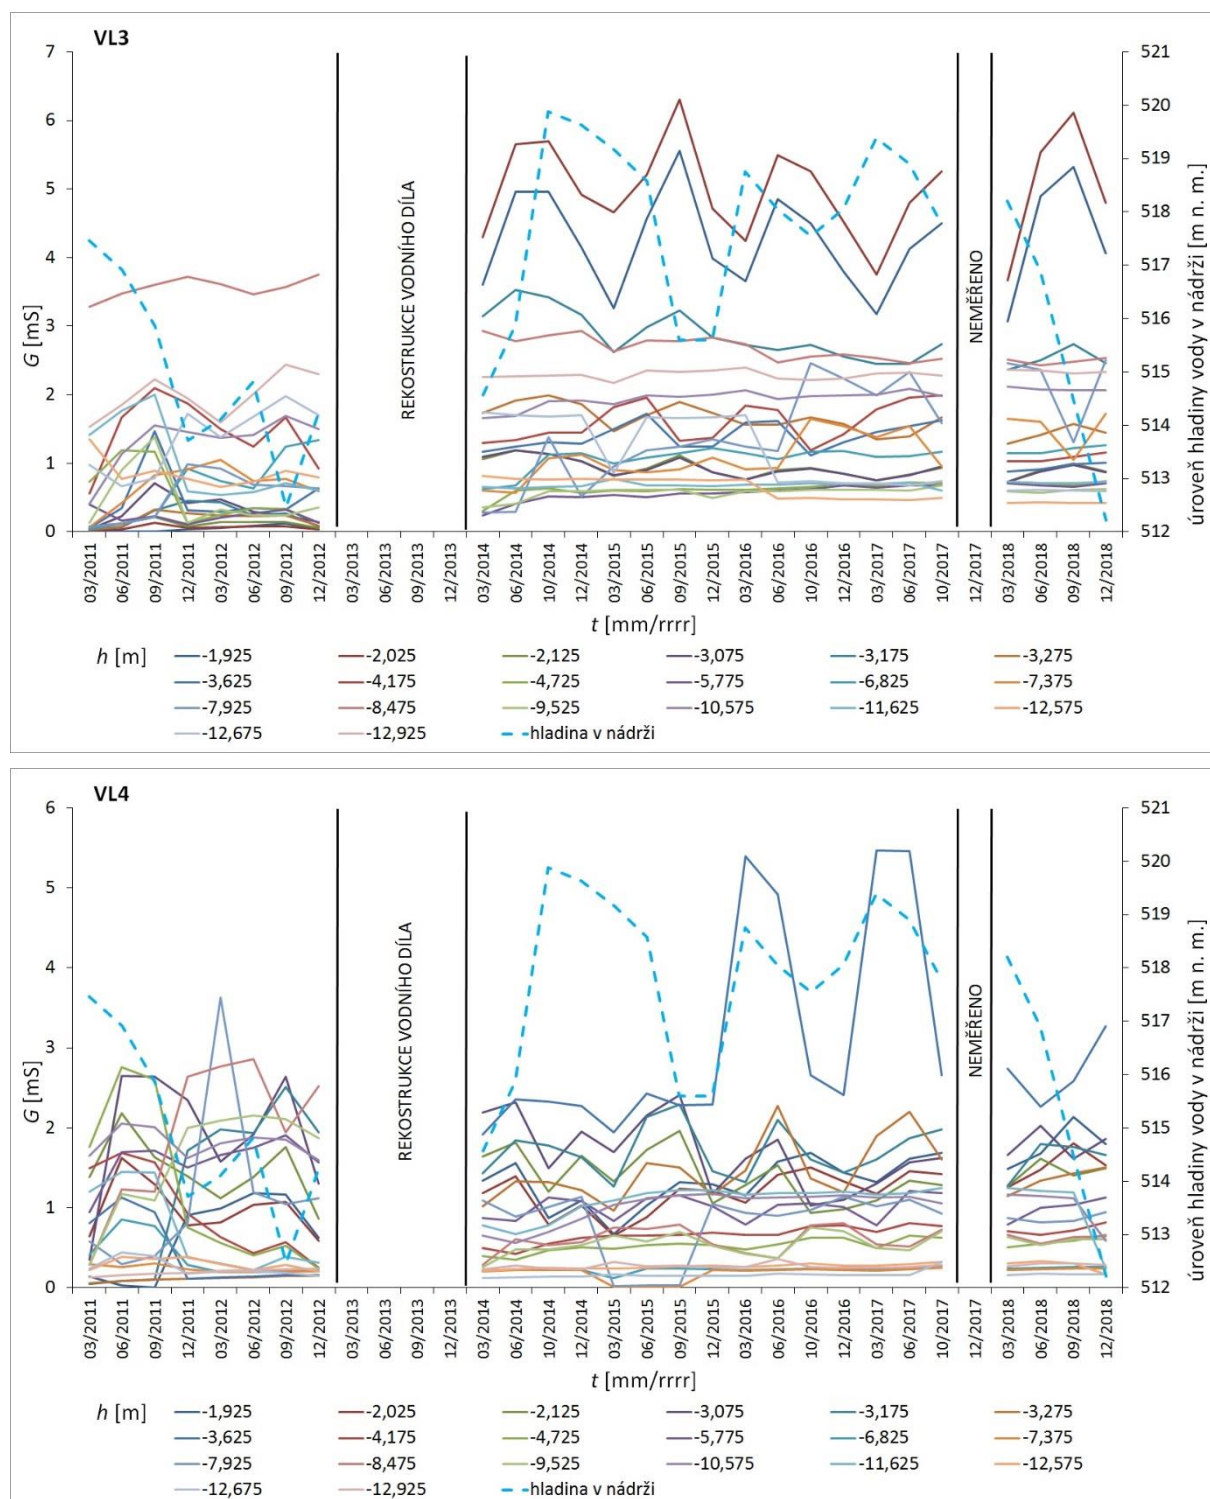 VL3
7
6
5
4
3
2
1
0
G [mS]
REKOSTRUKCE VODNÍHO DÍLA
NEMĚŘENO
521
520
519
518
517
516
515
514
513
512
úroveň hladiny vody v nádrži [m n. m.]
03/2011 06/2011 09/2011 12/2011 03/2012 06/2012 09/2012 12/2012 03/2013 06/2013 09/2013 12/2013 03/2014 06/2014 10/2014 12/2014 03/2015 06/2015 09/2015 12/2015 03/2016 06/2016 10/2016 12/2016 03/2017 06/2017 10/2017 12/2017 03/2018 06/2018 09/2018 12/2018
t [mm/rrrr]
h [m] -1,925 -2,025 -2,125 -3,075 -3,175 -3,275
-3,625 -4,175 -4,725 -5,775 -6,825 -7,375
-7,925 -8,475 -9,525 -10,575 -11,625 -12,575
-12,675 -12,925 hladina v nádrži
VL4
6
5
4
3
2
1
0
G [mS]
REKOSTRUKCE VODNÍHO DÍLA
NEMĚŘENO
521
520
519
518
517
516
515
514
513
512
úroveň hladiny vody v nádrži [m n. m.]
03/2011 06/2011 09/2011 12/2011 03/2012 06/2012 09/2012 12/2012 03/2013 06/2013 09/2013 12/2013 03/2014 06/2014 10/2014 12/2014 03/2015 06/2015 09/2015 12/2015 03/2016 06/2016 10/2016 12/2016 03/2017 06/2017 10/2017 12/2017 03/2018 06/2018 09/2018 12/2018
t [mm/rrrr]
h [m] -1,925 -2,025 -2,125 -3,075 -3,175 -3,275
-3,625 -4,175 -4,725 -5,775 -6,825 -7,375
-7,925 -8,475 -9,525 -10,575 -11,625 -12,575
-12,675 -12,925 hladina v nádrži